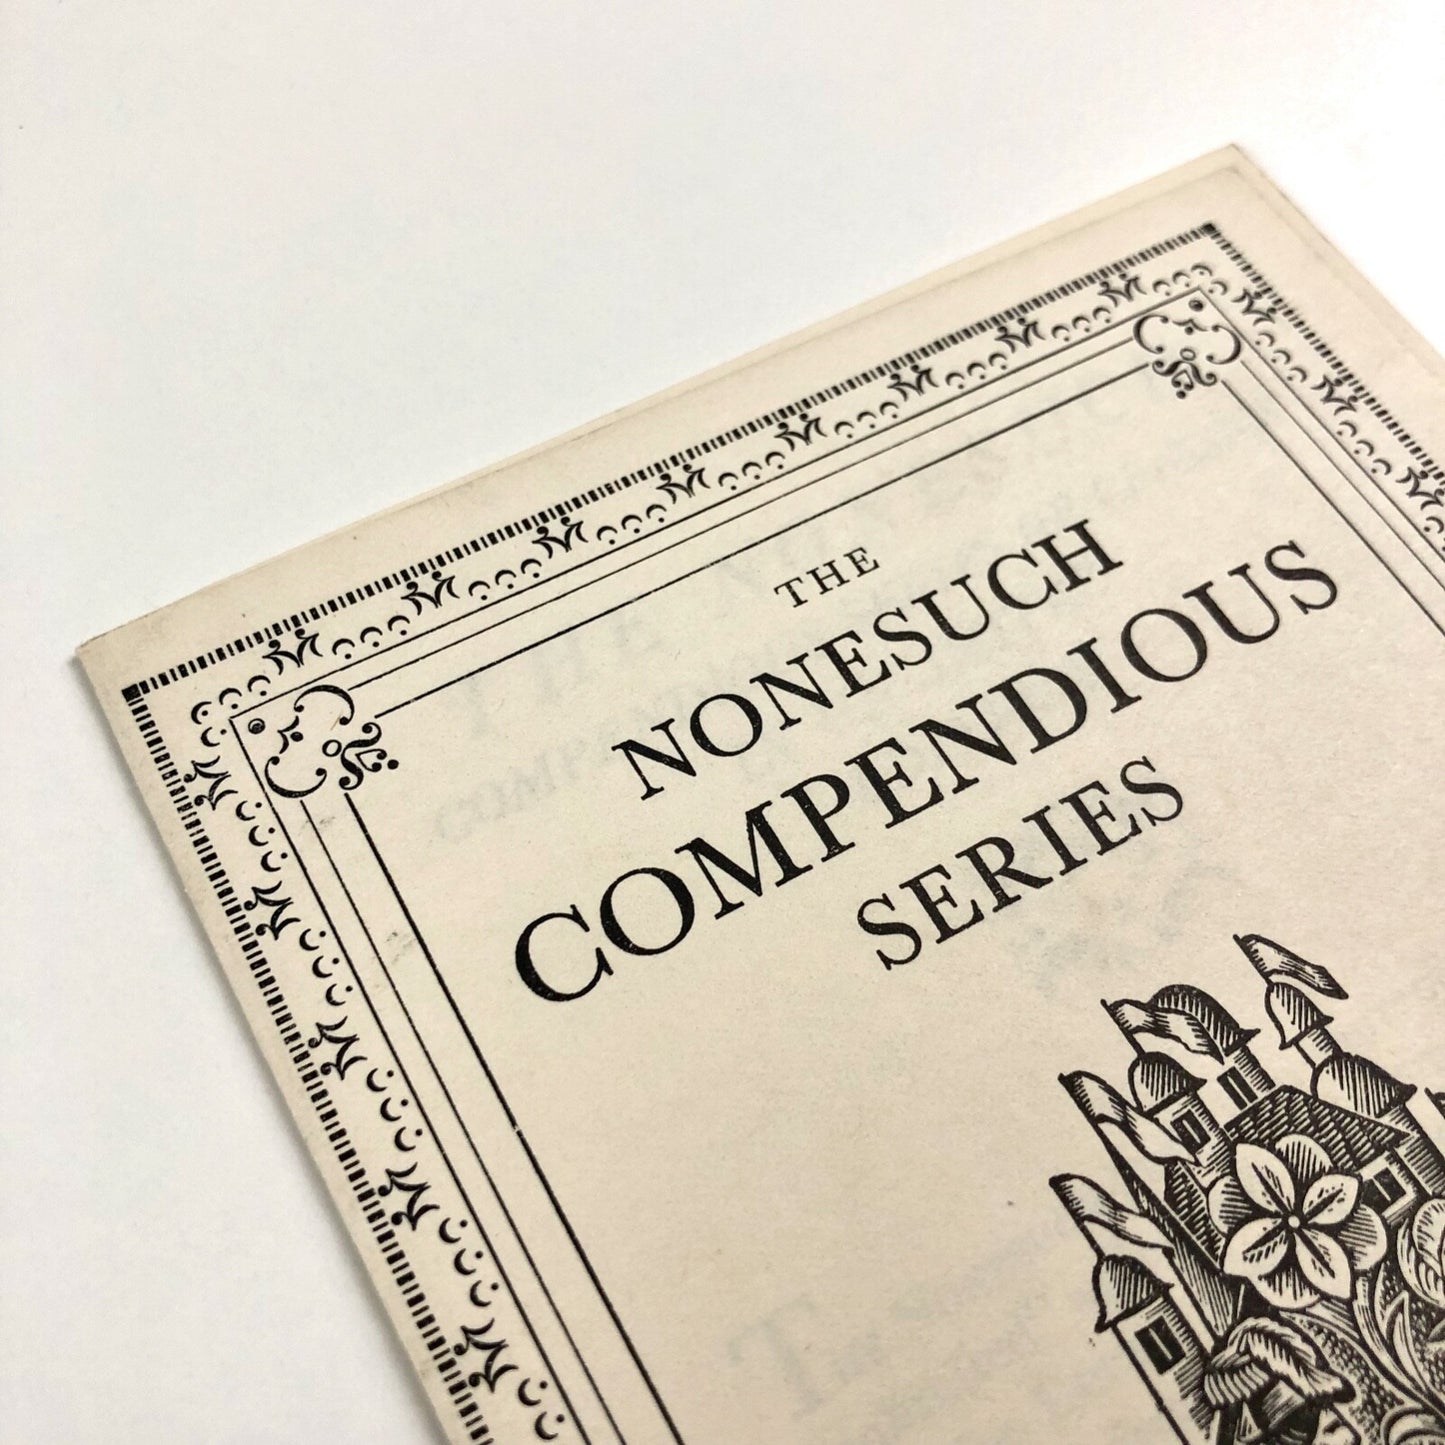 THE
NONESUCH
COMPENDIOUS
SERIES